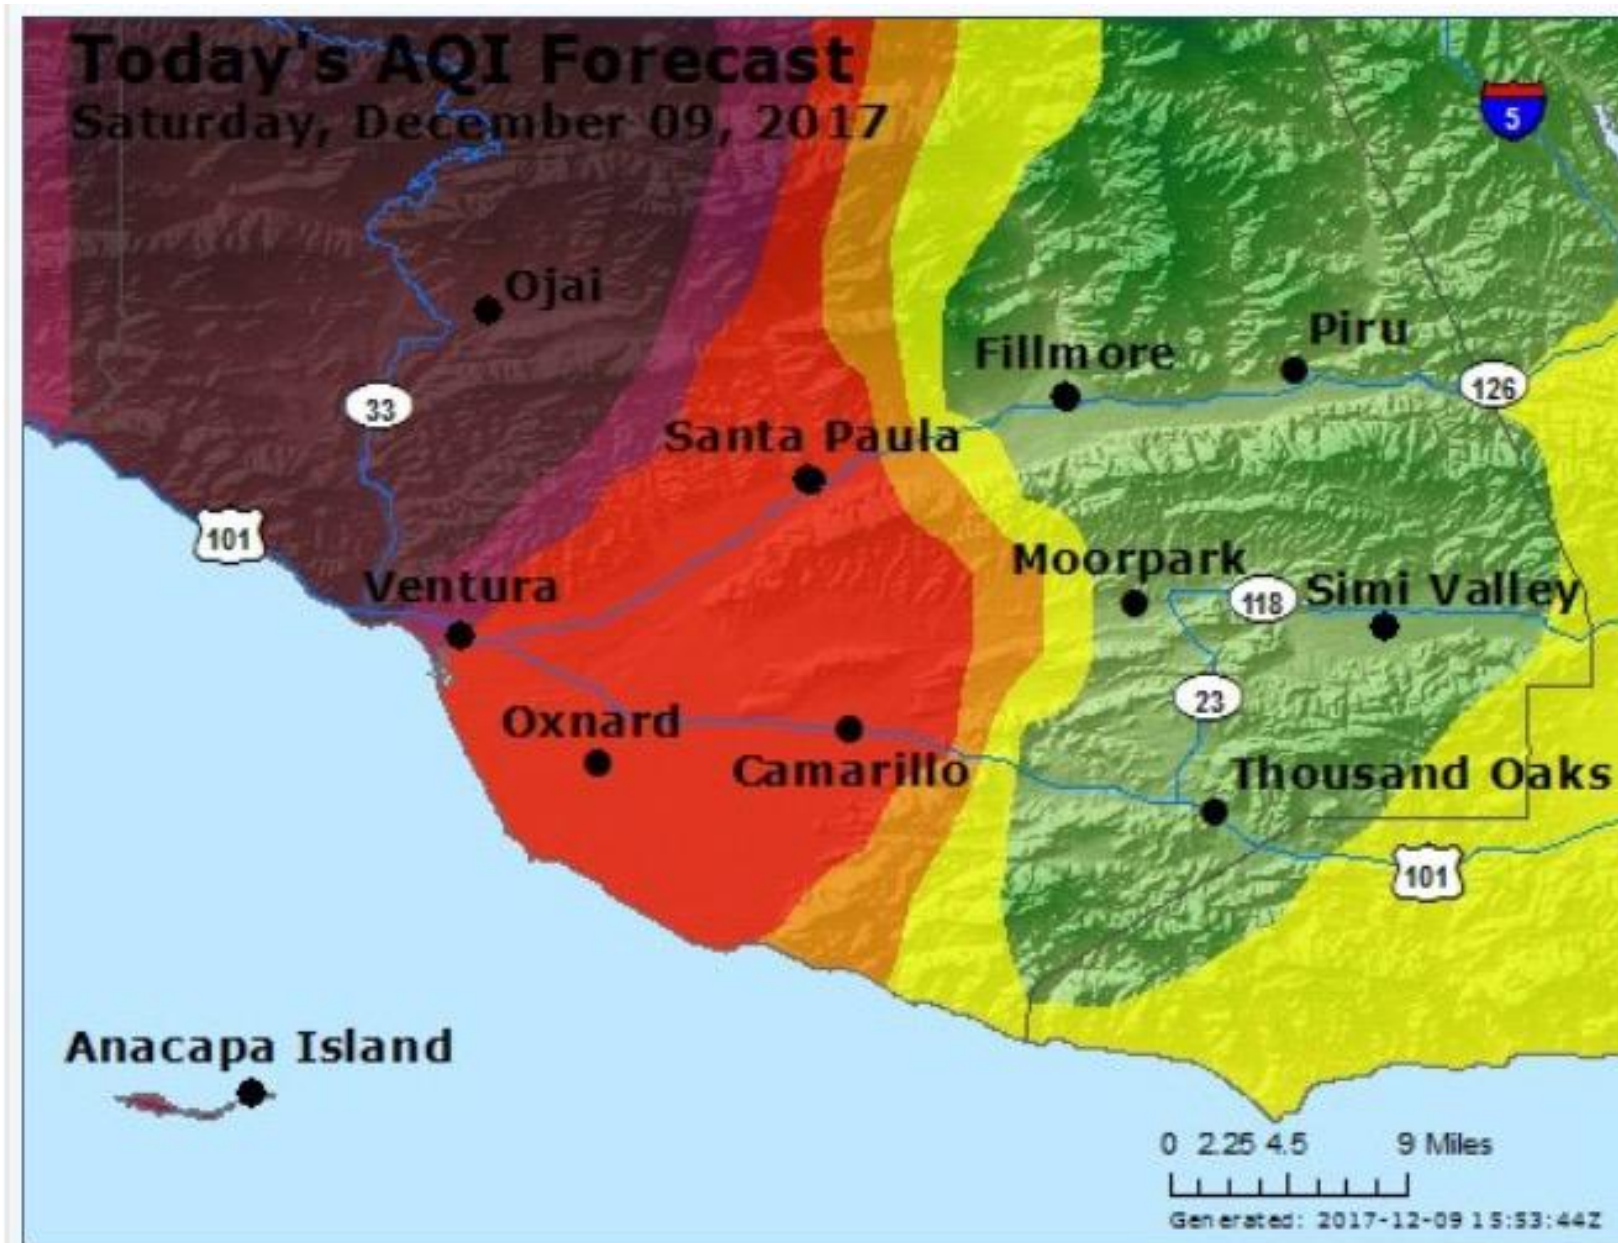 Today's AQI Forecast
Saturday, December 09, 2017
5
Ojai
Piru
Fillmore
126
33
Santa Paula
101
Moorpark
Ventura
118
Simi Valley
23
Oxnard
Camarillo
Thousand Oaks
101
Anacapa Island
0 2.25 4.5 9 Miles
Generated: 2017-12-09 15:53:44Z